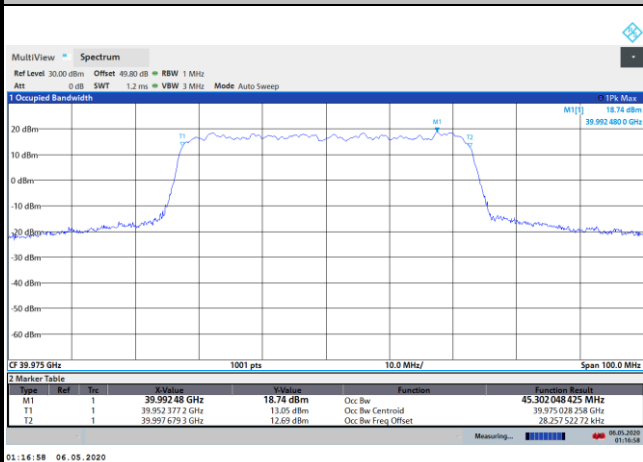 MultiView Spectrum
Ref Level 30.00 dBm Offset 49.80 dB RBW 1 MHz
Att 0 dB SWT 1.2 ms VBW 3 MHz Mode Auto Sweep
1 Occupied Bandwidth 1Pk Max
M1[1] 18.74 dBm
39.992 480 0 GHz
M1
T1
T2
20 dBm
10 dBm
0 dBm
-10 dBm
-20 dBm
-30 dBm
-40 dBm
-50 dBm
-60 dBm
CF 39.975 GHz 1001 pts 10.0 MHz/ Span 100.0 MHz
2 Marker Table
Type Ref Trc X-Value Y-Value Function Function Result
M1 1 39.992 48 GHz 18.74 dBm Occ Bw 45.302 048 425 MHz
T1 1 39.952 377 2 GHz 13.05 dBm Occ Bw Centroid 39.975 028 258 GHz
T2 1 39.997 679 3 GHz 12.69 dBm Occ Bw Freq Offset 28.257 522 72 kHz
Measuring... 06.05.2020
01:16:58
01:16:58 06.05.2020